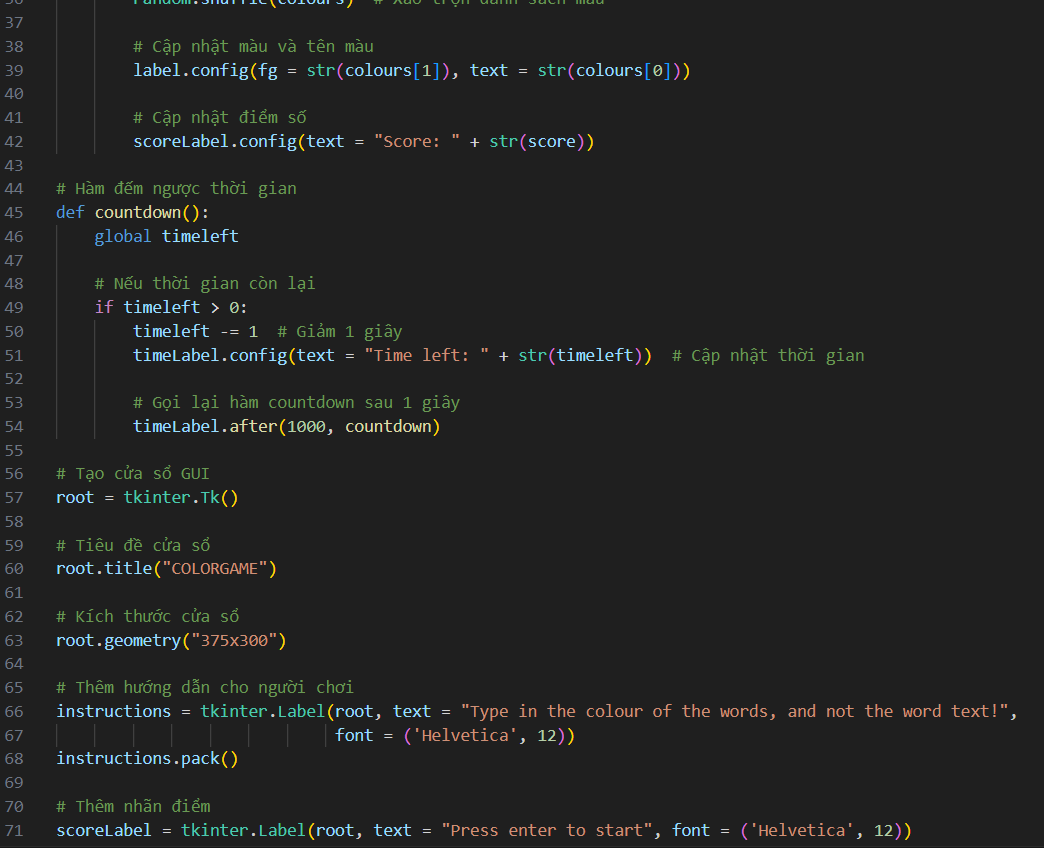 random.shuffle(colours)  # Xáo trộn danh sách màu
37
38         # Cập nhật màu và tên màu
39         label.config(fg = str(colours[1]), text = str(colours[0]))
40
41         # Cập nhật điểm số
42         scoreLabel.config(text = "Score: " + str(score))
43
44 # Hàm đếm ngược thời gian
45 def countdown():
46     global timeleft
47
48     # Nếu thời gian còn lại
49     if timeleft > 0:
50         timeleft -= 1  # Giảm 1 giây
51         timeLabel.config(text = "Time left: " + str(timeleft))  # Cập nhật thời gian
52
53         # Gọi lại hàm countdown sau 1 giây
54         timeLabel.after(1000, countdown)
55
56 # Tạo cửa sổ GUI
57 root = tkinter.Tk()
58
59 # Tiêu đề cửa sổ
60 root.title("COLORGAME")
61
62 # Kích thước cửa sổ
63 root.geometry("375x300")
64
65 # Thêm hướng dẫn cho người chơi
66 instructions = tkinter.Label(root, text = "Type in the colour of the words, and not the word text!",
67                              font = ('Helvetica', 12))
68 instructions.pack()
69
70 # Thêm nhãn điểm
71 scoreLabel = tkinter.Label(root, text = "Press enter to start", font = ('Helvetica', 12))